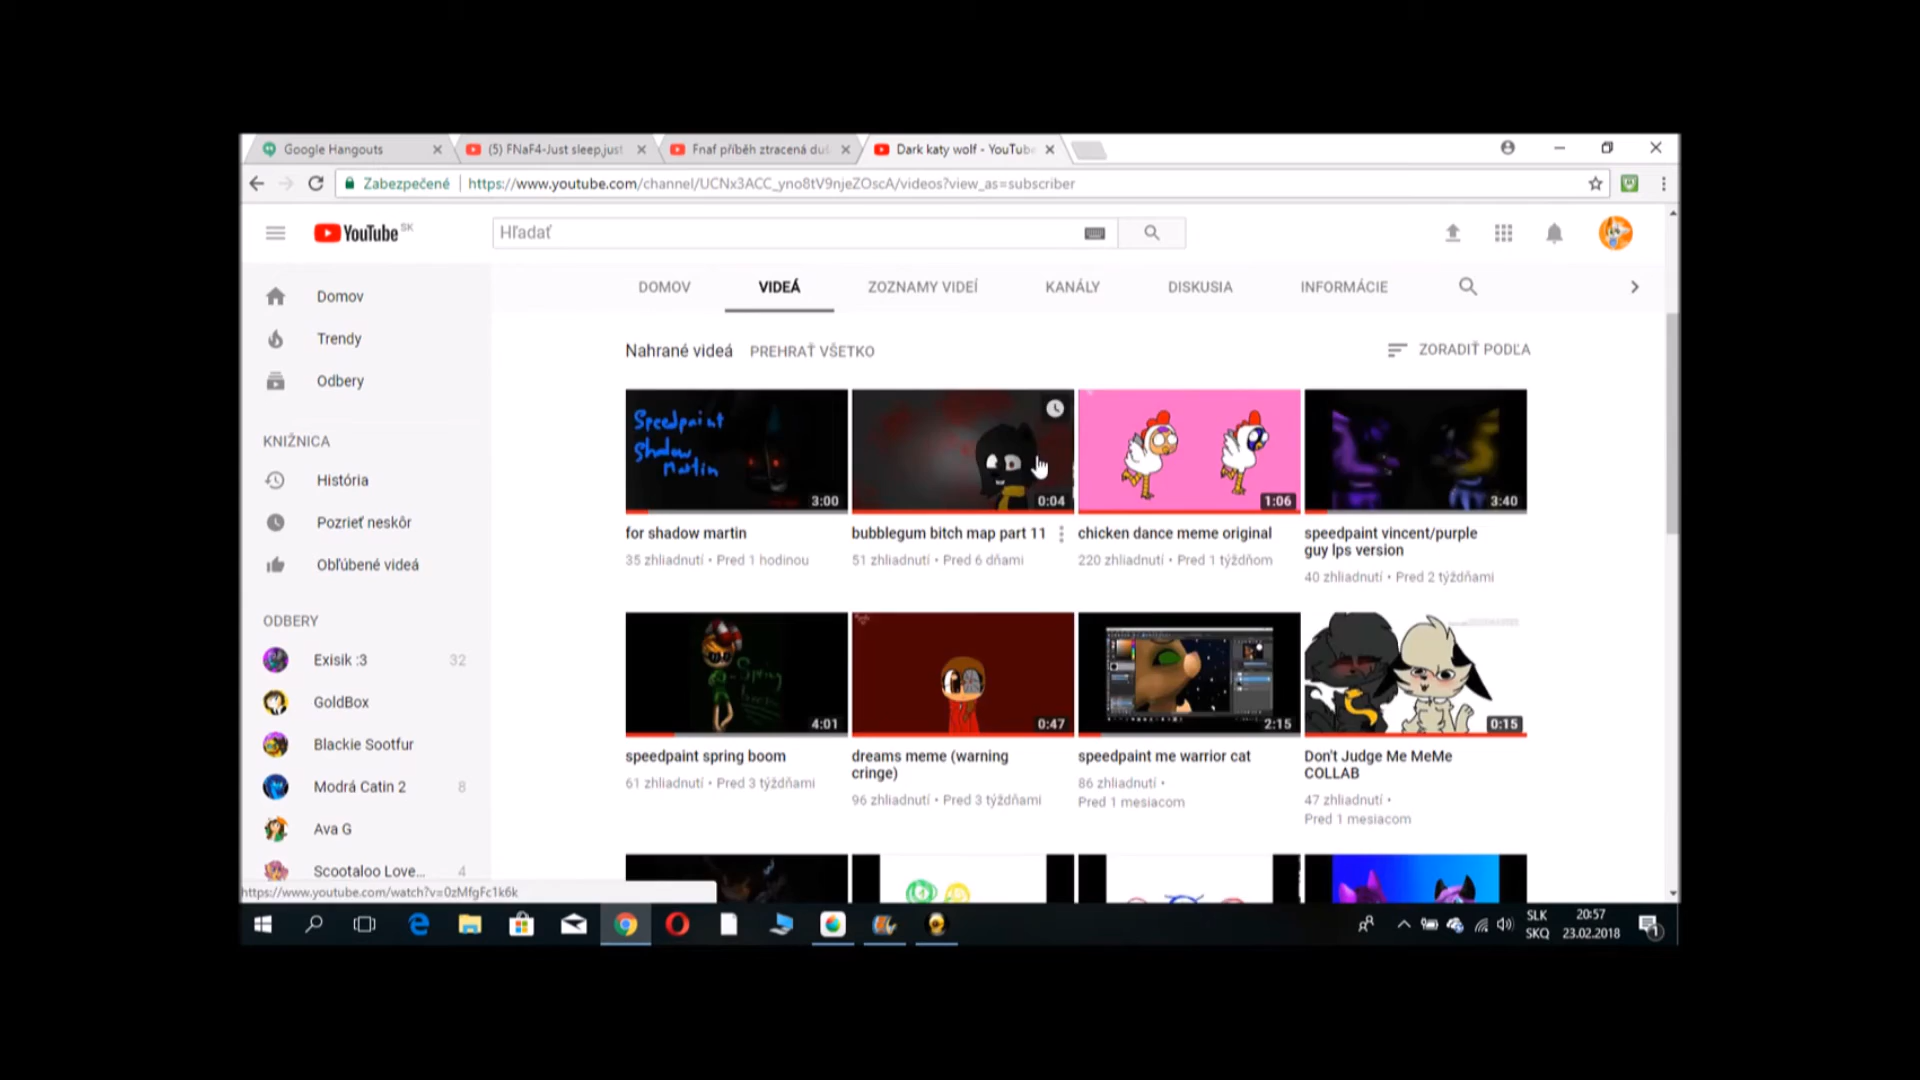 Google Hangouts
(5) FNaF4-Just sleep,just
Fnaf příběh ztracená du
Dark katy wolf - YouTube
Zabezpečené
https://www.youtube.com/channel/UCNx3ACC_yno8tV9njeZOscA/videos?view_as=subscriber
YouTube SK
Hľadať
DOMOV
VIDEÁ
ZOZNAMY VIDEÍ
KANÁLY
DISKUSIA
INFORMÁCIE
Domov
Trendy
Odbery
KNIŽNICA
História
Pozrieť neskôr
Obľúbené videá
ODBERY
Exisik :3 32
GoldBox
Blackie Sootfur
Modrá Catin 2 8
Ava G
Scootaloo Love... 4
https://www.youtube.com/watch?v=0zMfgFc1k6k
Nahrané videá
PREHRAŤ VŠETKO
ZORADIŤ PODĽA
Speedpaint
Shadow
Martin
3:00
for shadow martin
35 zhliadnutí • Pred 1 hodinou
0:04
bubblegum bitch map part 11
51 zhliadnutí • Pred 6 dňami
1:06
chicken dance meme original
220 zhliadnutí • Pred 1 týždňom
3:40
speedpaint vincent/purple
guy lps version
40 zhliadnutí • Pred 2 týždňami
Spring
4:01
speedpaint spring boom
61 zhliadnutí • Pred 3 týždňami
0:47
dreams meme (warning
cringe)
96 zhliadnutí • Pred 3 týždňami
2:15
speedpaint me warrior cat
86 zhliadnutí •
Pred 1 mesiacom
0:15
Don't Judge Me MeMe
COLLAB
47 zhliadnutí •
Pred 1 mesiacom
SLK
SKQ
20:57
23.02.2018
1